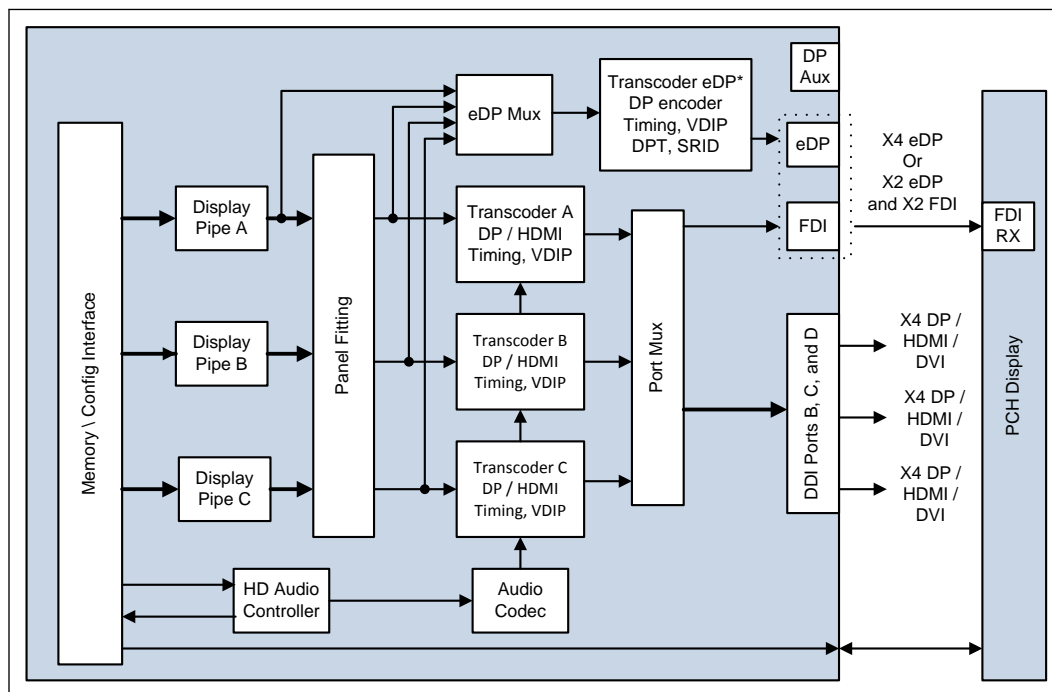 DP
Aux
Transcoder eDP*
DP encoder
Timing, VDIP
DPT, SRID
eDP Mux
eDP
X4 eDP
Or
X2 eDP
and X2 FDI
Memory \ Config Interface
Display
Pipe A
Panel Fitting
Transcoder A
DP / HDMI
Timing, VDIP
Port Mux
FDI
FDI
RX
Display
Pipe B
Transcoder B
DP / HDMI
Timing, VDIP
DDI Ports B, C, and D
X4 DP /
HDMI /
DVI
X4 DP /
HDMI /
DVI
PCH Display
Display
Pipe C
Transcoder C
DP / HDMI
Timing, VDIP
X4 DP /
HDMI /
DVI
HD Audio
Controller
Audio
Codec